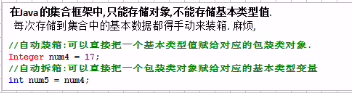 在Java的集合框架中,只能存储对象,不能存储基本类型值.
每次存储到集合中的基本数据都得手动来装箱.麻烦,
//自动装箱:可以直接把一个基本类型值赋给对应的包装类对象.
Integer num4 = 17;
//自动拆箱:可以直接把一个包装类对象赋给对应的基本类型变量
int num5 = num4;